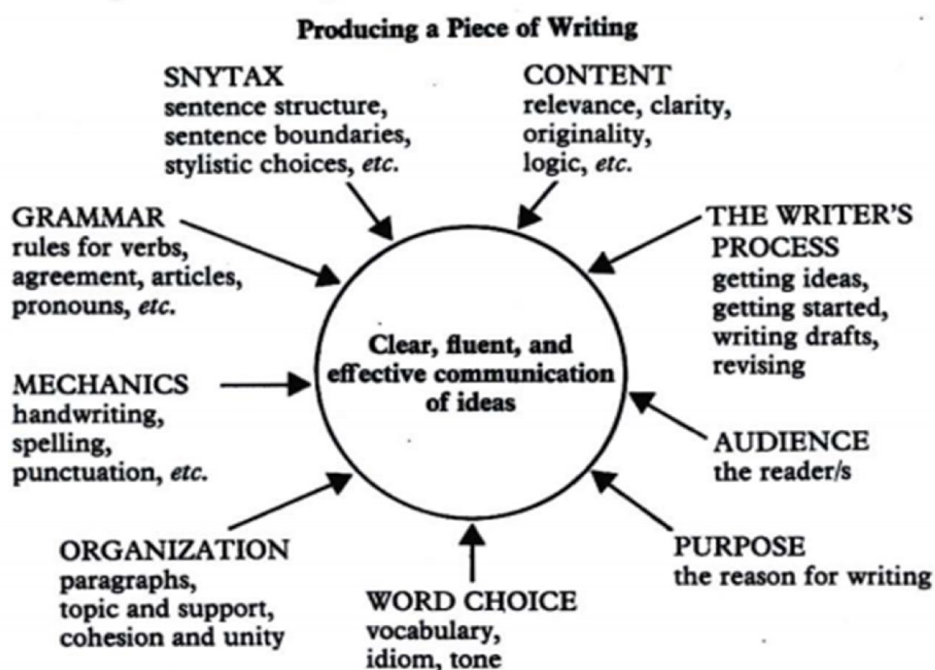 Producing a Piece of Writing
SNYTAX
sentence structure,
sentence boundaries,
stylistic choices, etc.
CONTENT
relevance, clarity,
originality,
logic, etc.
GRAMMAR
rules for verbs,
agreement, articles,
pronouns, etc.
THE WRITER'S
PROCESS
getting ideas,
getting started,
writing drafts,
revising
Clear, fluent, and
effective communication
of ideas
MECHANICS
handwriting,
spelling,
punctuation, etc.
AUDIENCE
the reader/s
ORGANIZATION
paragraphs,
topic and support,
cohesion and unity
WORD CHOICE
vocabulary,
idiom, tone
PURPOSE
the reason for writing